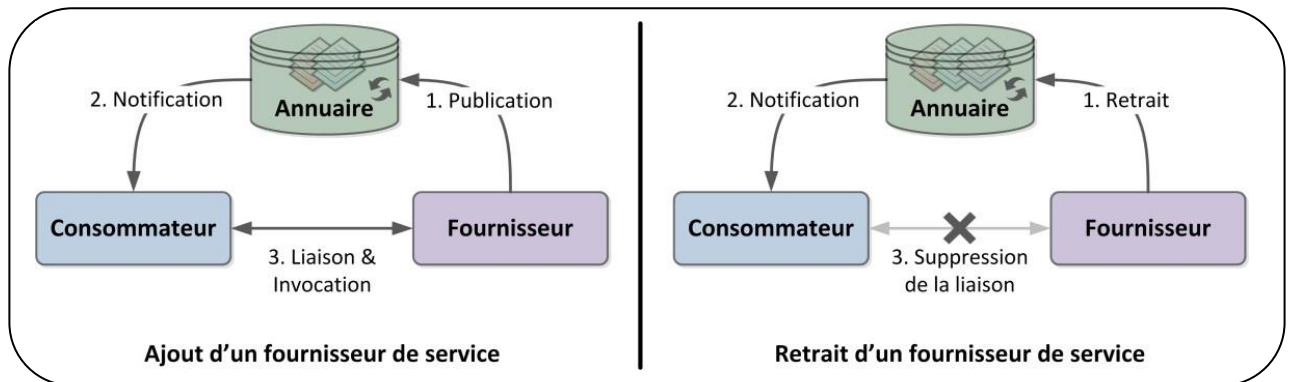 2. Notification
Annuaire
1. Publication
Consommateur
Fournisseur
3. Liaison &
Invocation
Ajout d'un fournisseur de service
2. Notification
Annuaire
1. Retrait
Consommateur
Fournisseur
3. Suppression
de la liaison
Retrait d'un fournisseur de service